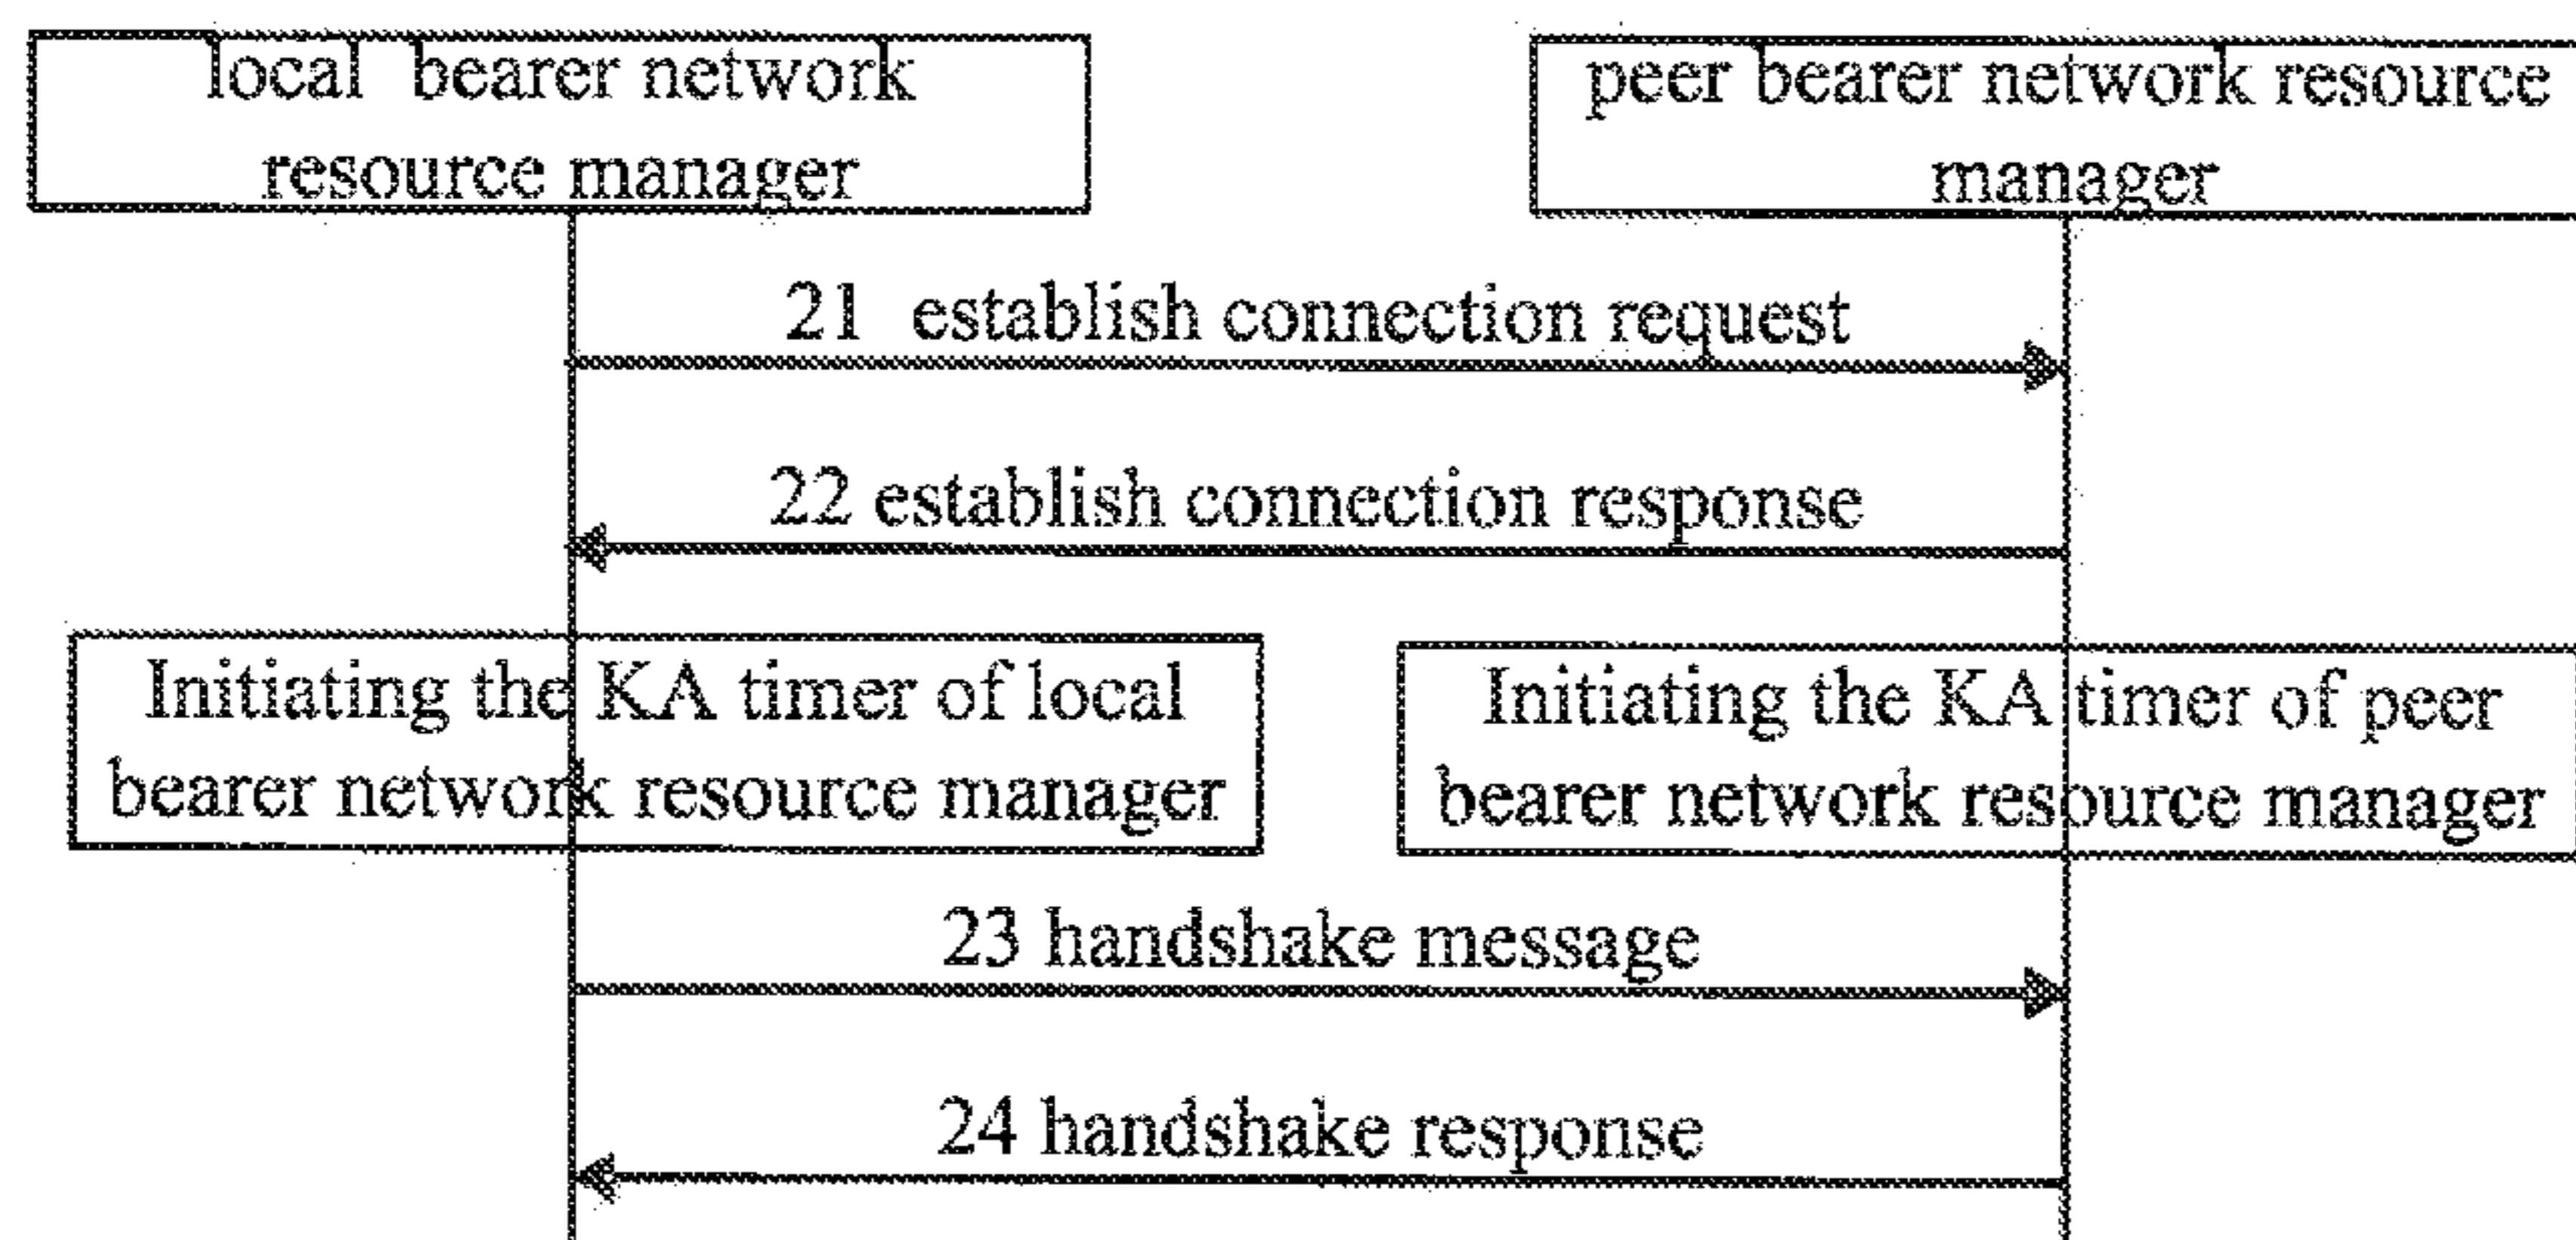 local bearer network
resource manager
peer bearer network resource
manager
21 establish connection request
22 establish connection response
Initiating the KA timer of local
bearer network resource manager
Initiating the KA timer of peer
bearer network resource manager
23 handshake message
24 handshake response